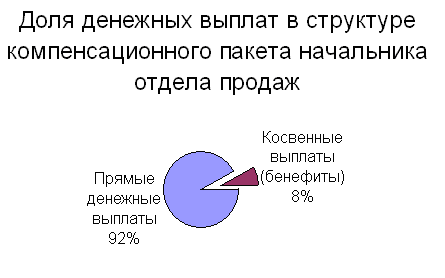 Доля денежных выплат в структуре
компенсационного пакета начальника
отдела продаж
Косвенные
выплаты
(бенефиты)
8%
Прямые
денежные
выплаты
92%